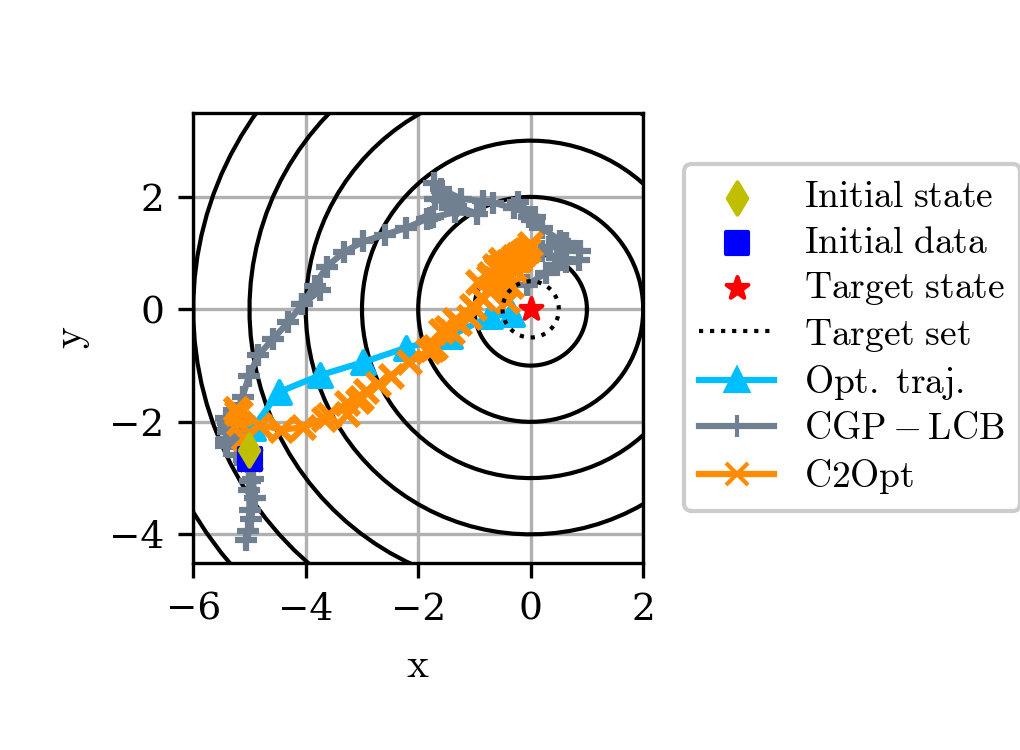 2
0
−2
−4
y
−6
−4
−2
0
2
x
Initial state
Initial data
Target state
Target set
Opt. traj.
CGP − LCB
C2Opt